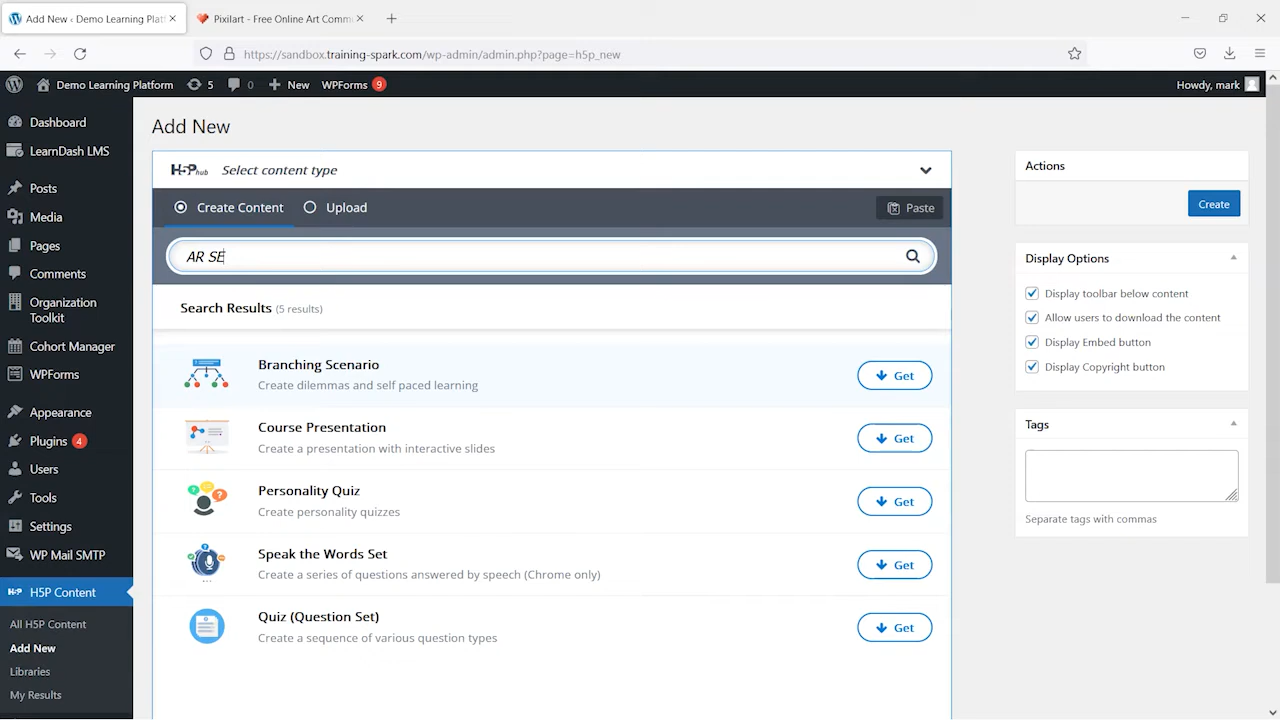 Add New ‹ Demo Learning Platf
Pixilart - Free Online Art Commu
https://sandbox.training-spark.com/wp-admin/admin.php?page=h5p_new
Demo Learning Platform 5 0 New WPForms 9
Howdy, mark
Dashboard
LearnDash LMS
Posts
Media
Pages
Comments
Organization
Toolkit
Cohort Manager
WPForms
Appearance
Plugins 4
Users
Tools
Settings
WP Mail SMTP
H5P H5P Content
All H5P Content
Add New
Libraries
My Results
Add New
H5P hub Select content type
Create Content Upload Paste
AR SE
Search Results (5 results)
Branching Scenario
Create dilemmas and self paced learning
Get
Course Presentation
Create a presentation with interactive slides
Get
Personality Quiz
Create personality quizzes
Get
Speak the Words Set
Create a series of questions answered by speech (Chrome only)
Get
Quiz (Question Set)
Create a sequence of various question types
Get
Actions
Create
Display Options
Display toolbar below content
Allow users to download the content
Display Embed button
Display Copyright button
Tags
Separate tags with commas